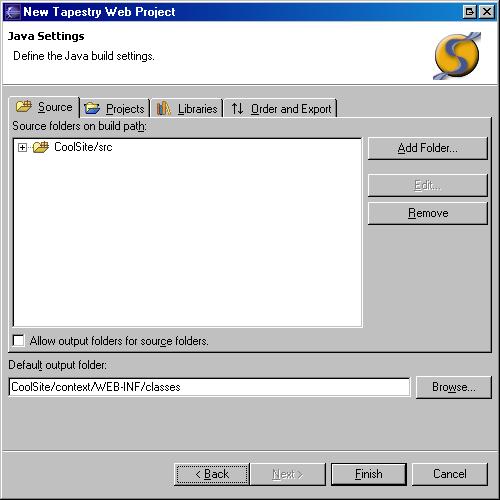 New Tapestry Web Project
Java Settings
Define the Java build settings.
Source Projects Libraries Order and Export
Source folders on build path:
CoolSite/src
Add Folder...
Edit...
Remove
Allow output folders for source folders.
Default output folder:
CoolSite/context/WEB-INF/classes
Browse...
< Back Next > Finish Cancel